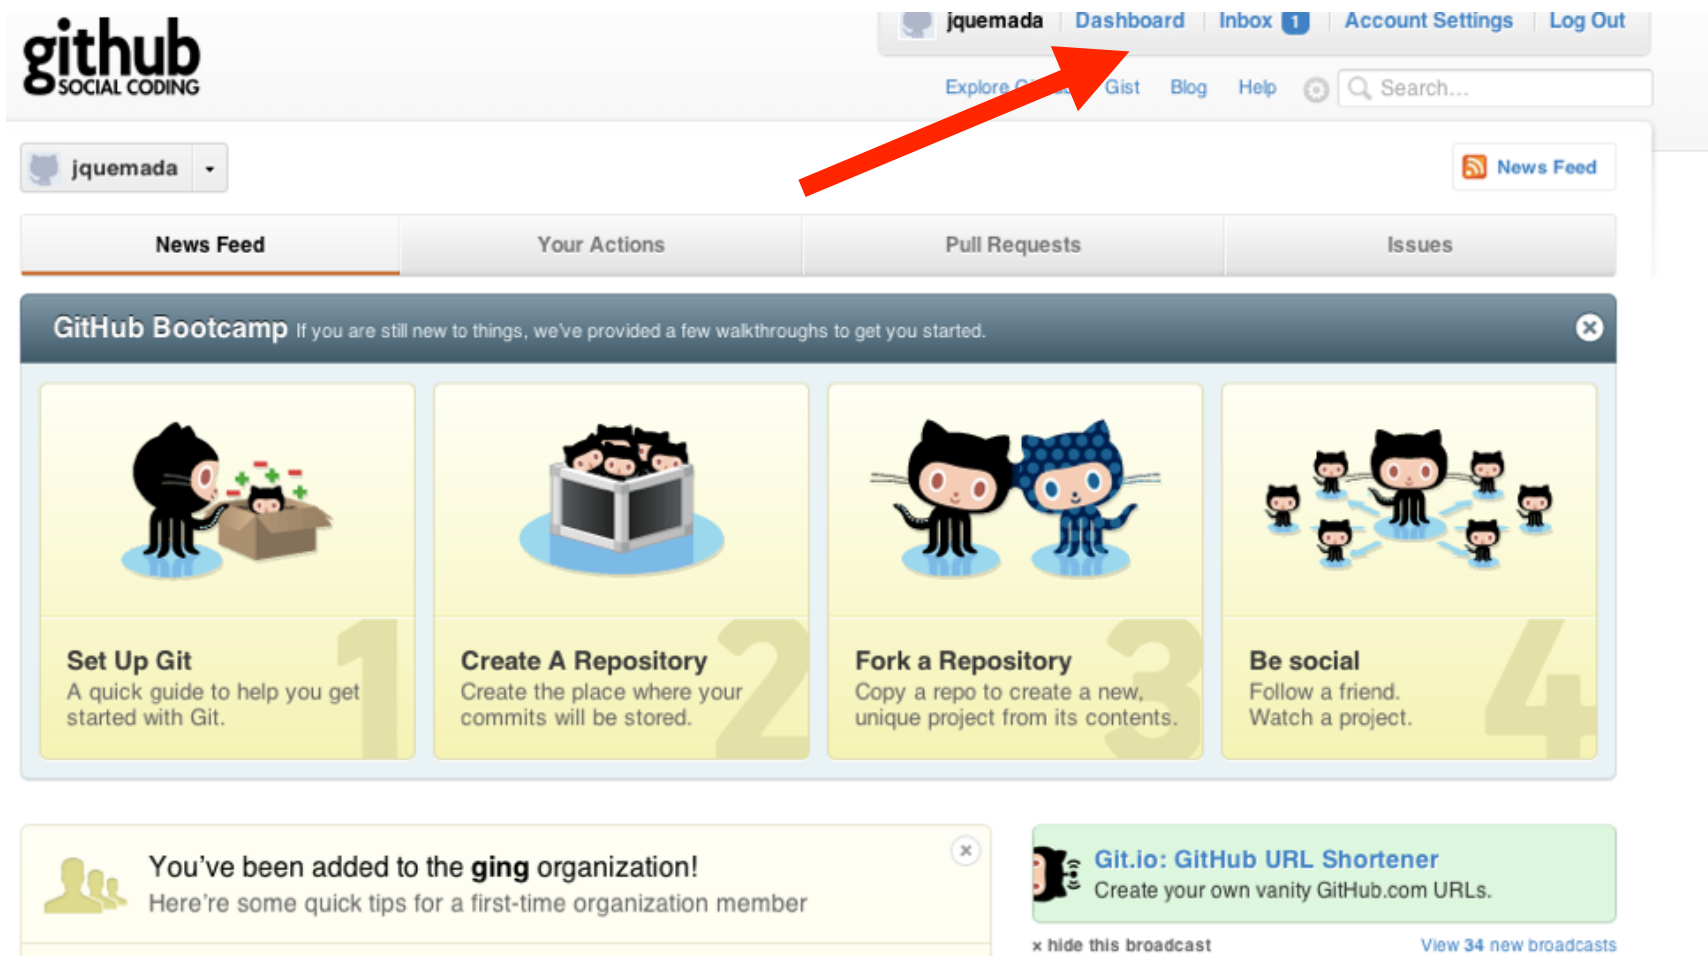 github
SOCIAL CODING
jquemada Dashboard Inbox 1 Account Settings Log Out
Explore Gist Blog Help Search...
jquemada
News Feed
News Feed Your Actions Pull Requests Issues
GitHub Bootcamp If you are still new to things, we've provided a few walkthroughs to get you started.
1 2 3 4
Set Up Git
A quick guide to help you get
started with Git.
Create A Repository
Create the place where your
commits will be stored.
Fork a Repository
Copy a repo to create a new,
unique project from its contents.
Be social
Follow a friend.
Watch a project.
You've been added to the ging organization!
Here're some quick tips for a first-time organization member
Git.io: GitHub URL Shortener
Create your own vanity GitHub.com URLs.
x hide this broadcast View 34 new broadcasts